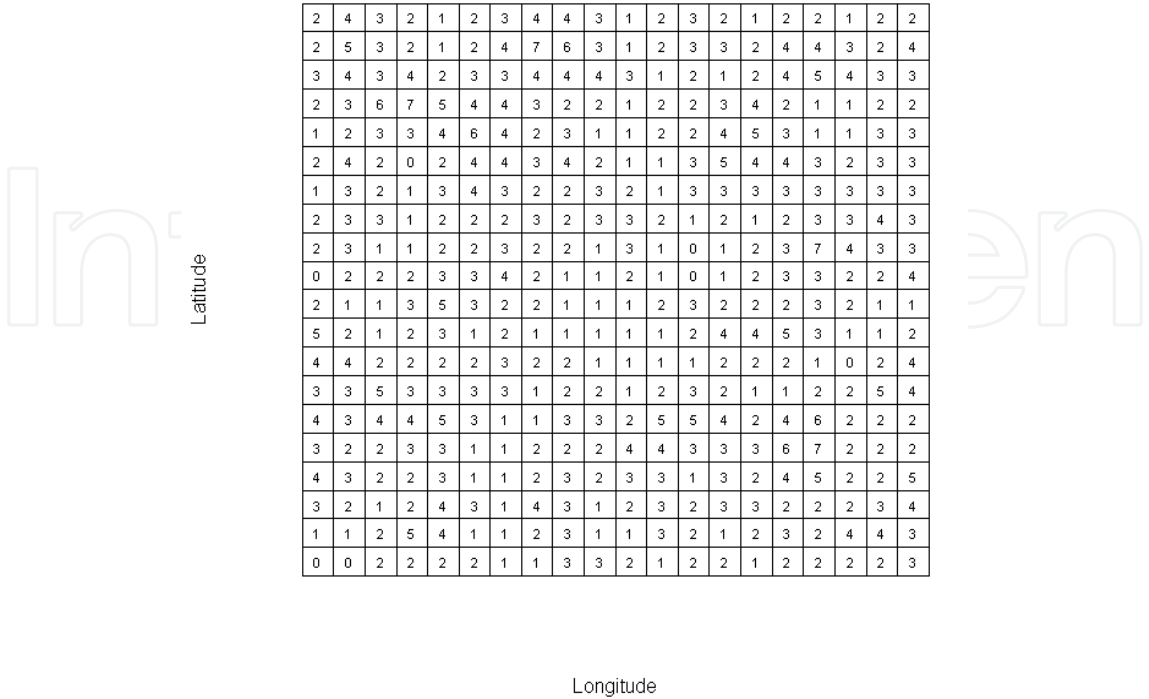 2 4 3 2 1 2 3 4 4 3 1 2 3 2 1 2 2 1 2 2
2 5 3 2 1 2 4 7 6 3 1 2 3 3 2 4 4 3 2 4
3 4 3 4 2 3 3 4 4 4 3 1 2 1 2 4 5 4 3 3
2 3 6 7 5 4 4 3 2 2 1 2 2 3 4 2 1 1 2 2
1 2 3 3 4 6 4 2 3 1 1 2 2 4 5 3 1 1 3 3
2 4 2 0 2 4 4 3 4 2 1 1 3 5 4 4 3 2 3 3
1 3 2 1 3 4 3 2 2 3 2 1 3 3 3 3 3 3 3 3
2 3 3 1 2 2 2 3 2 3 3 2 1 2 1 2 3 3 4 3
2 3 1 1 2 2 3 2 2 1 3 1 0 1 2 3 7 4 3 3
0 2 2 2 3 3 4 2 1 1 2 1 0 1 2 3 3 2 2 4
2 1 1 3 5 3 2 2 1 1 1 2 3 2 2 2 3 2 1 1
5 2 1 2 3 1 2 1 1 1 1 1 2 4 4 5 3 1 1 2
4 4 2 2 2 2 3 2 2 1 1 1 1 2 2 2 1 0 2 4
3 3 5 3 3 3 3 1 2 2 1 2 3 2 1 1 2 2 5 4
4 3 4 4 5 3 1 1 3 3 2 5 5 4 2 4 6 2 2 2
3 2 2 3 3 1 1 2 2 2 4 4 3 3 3 6 7 2 2 2
4 3 2 2 3 1 1 2 3 2 3 3 1 3 2 4 5 2 2 5
3 2 1 2 4 3 1 4 3 1 2 3 2 3 3 2 2 2 3 4
1 1 2 5 4 1 1 2 3 1 1 3 2 1 2 3 2 4 4 3
0 0 2 2 2 2 1 1 3 3 2 1 2 2 1 2 2 2 2 3
Latitude
Longitude